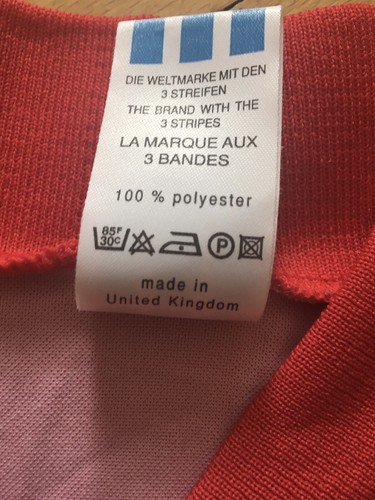 DIE WELTMARKE MIT DEN
3 STREIFEN
THE BRAND WITH THE
3 STRIPES
LA MARQUE AUX
3 BANDES
100 % polyester
85F
30C
P
made in
United Kingdom